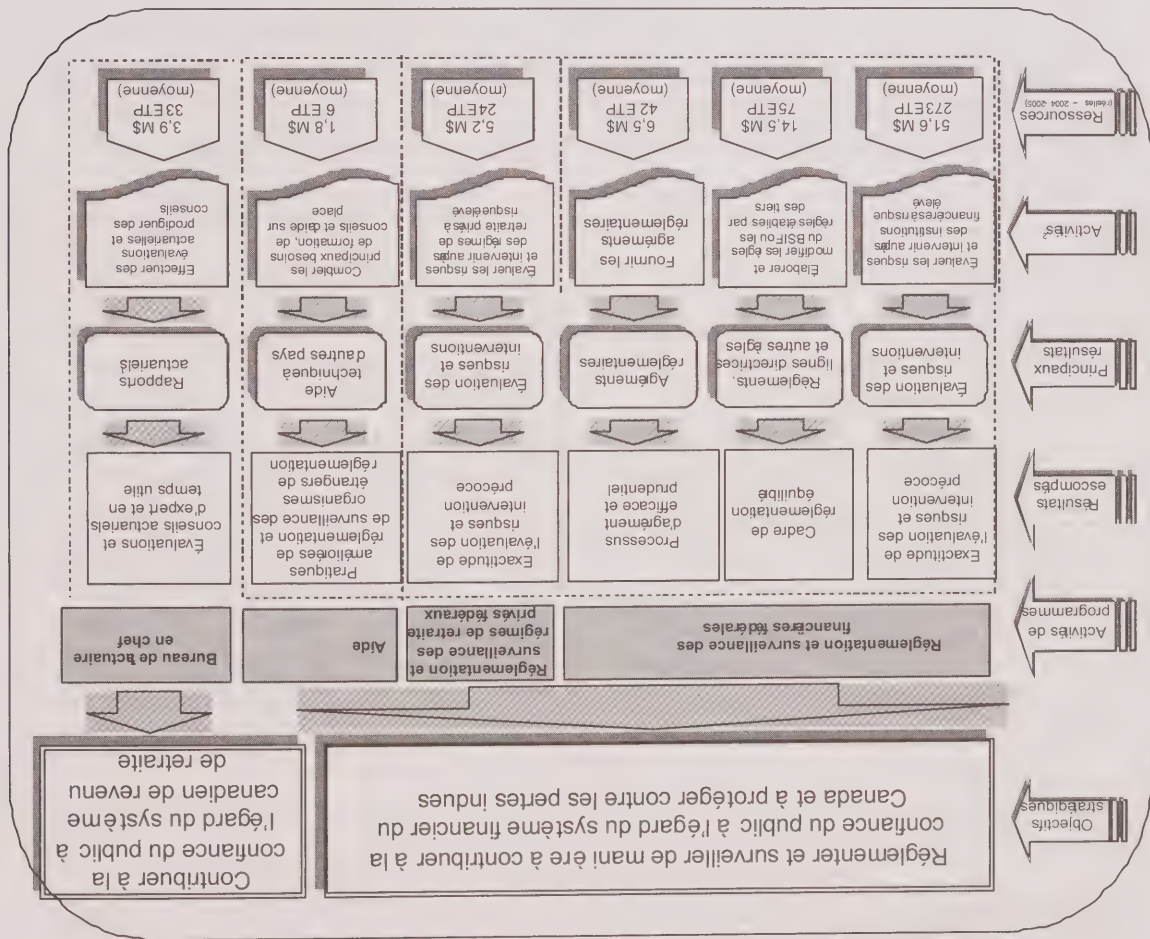 Objectifs
stratégiques
Réglementer et surveiller de mani ère à contribuer à la
confiance du public à l'égard du système financier du
Canada et à protéger contre les pertes indues
Contribuer à la
confiance du public à
l'égard du système
canadien de revenu
de retraite
Activités de
programmes
Réglementation et surveillance des
financières fédérales
Réglementation et
surveillance des
régimes de retraite
privés fédéraux
Aide
Bureau de l'actuaire
en chef
Résultats
escomptés
Exactitude de
l'évaluation des
risques et
intervention
précoce
Cadre de
réglementation
équilibré
Processus
d'agrément
efficace et
prudentiel
Exactitude de
l'évaluation des
risques et
intervention
précoce
Pratiques
améliorées de
réglementation et
de surveillance des
organismes
étrangers de
réglementation
Évaluations et
conseils actuariels
d'expert et en
temps utile
Principaux
résultats
Évaluation des
risques et
interventions
Règlements,
lignes directrices
et autres règles
Agréments
réglementaires
Évaluation des
risques et
interventions
Aide
technique à
d'autres pays
Rapports
actuariels
Activités²
Évaluer les risques
et intervenir auprès
des institutions
financières à risque
élevé
Élaborer et
modifier les règles
du BSIF ou les
règles établies par
des tiers
Fournir les
agréments
réglementaires
Évaluer les risques
et intervenir auprès
des régimes de
retraite privés à
risque élevé
Combler les
principaux besoins
de formation, de
conseils et d'aide sur
place
Effectuer des
évaluations
actuarielles et
prodiguer des
conseils
Ressources
(réelles – 2004 -2005)
51,6 M$
273 ETP
(moyenne)
14,5 M$
75 ETP
(moyenne)
6,5 M$
42 ETP
(moyenne)
5,2 M$
24 ETP
(moyenne)
1,8 M$
6 ETP
(moyenne)
3,9 M$
33 ETP
(moyenne)